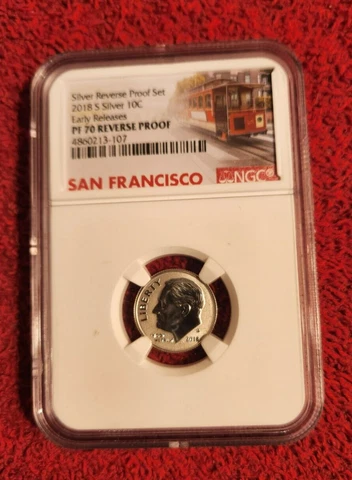 Silver Reverse Proof Set
2018 S Silver 10C
Early Releases
PF 70 REVERSE PROOF
4860213-107
SAN FRANCISCO
NGC
LIBERTY
2018